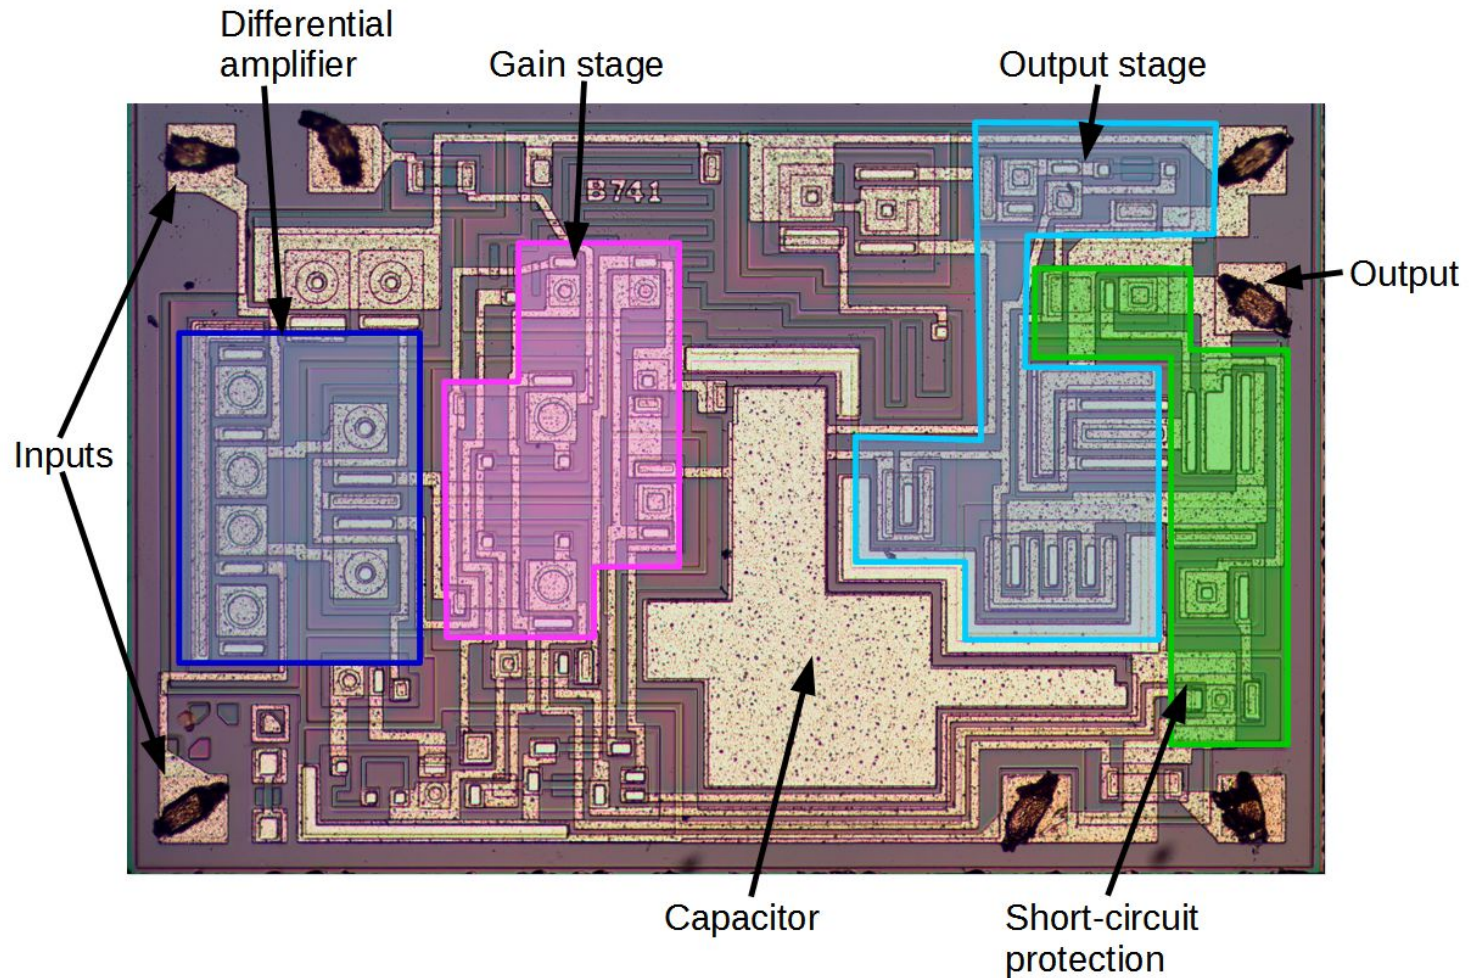 Differential
amplifier
Gain stage
Output stage
B741
Output
Inputs
Capacitor
Short-circuit
protection